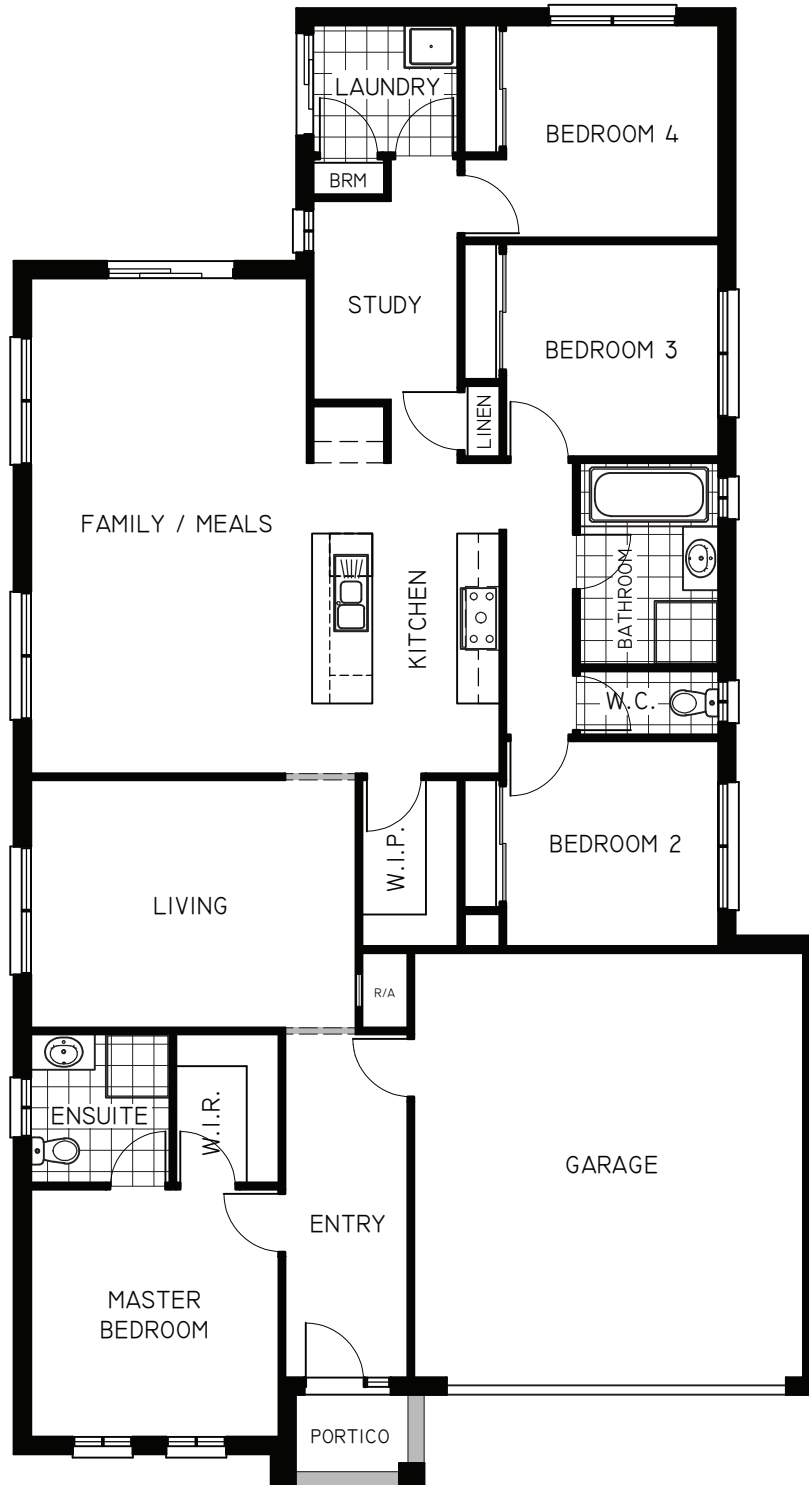 LAUNDRY
BEDROOM 4
BRM
STUDY
BEDROOM 3
LINEN
FAMILY / MEALS
KITCHEN
BATHROOM
W.C.
W.I.P.
BEDROOM 2
LIVING
R/A
ENSUITE
W.I.R.
GARAGE
ENTRY
MASTER
BEDROOM
PORTICO